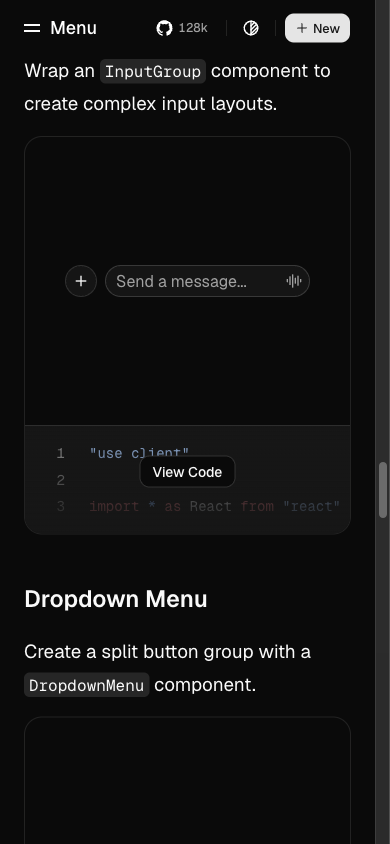 Menu 128k + New
Wrap an InputGroup component to
create complex input layouts.
+ Send a message...
1 "use client"
View Code
2
3 import * as React from "react"
Dropdown Menu
Create a split button group with a
DropdownMenu component.